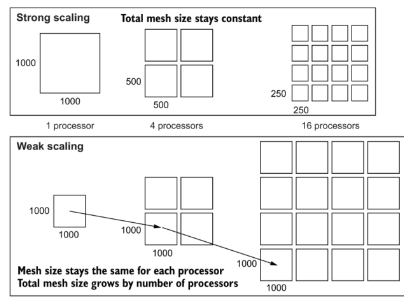 Strong scaling
Total mesh size stays constant
1000
1000
500
500
250
250
1 processor
4 processors
16 processors
Weak scaling
1000
1000
1000
1000
1000
1000
Mesh size stays the same for each processor
Total mesh size grows by number of processors